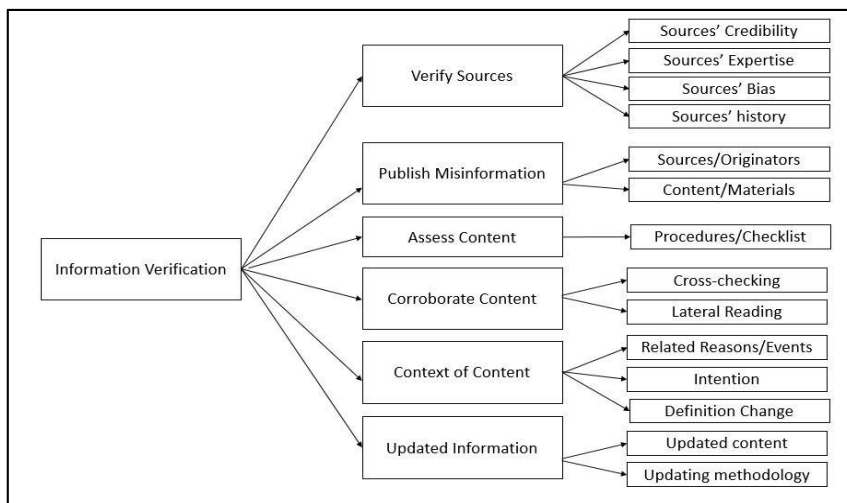 Information Verification
Verify Sources
Sources' Credibility
Sources' Expertise
Sources' Bias
Sources' history
Publish Misinformation
Sources/Originators
Content/Materials
Assess Content
Procedures/Checklist
Corroborate Content
Cross-checking
Lateral Reading
Context of Content
Related Reasons/Events
Intention
Definition Change
Updated Information
Updated content
Updating methodology